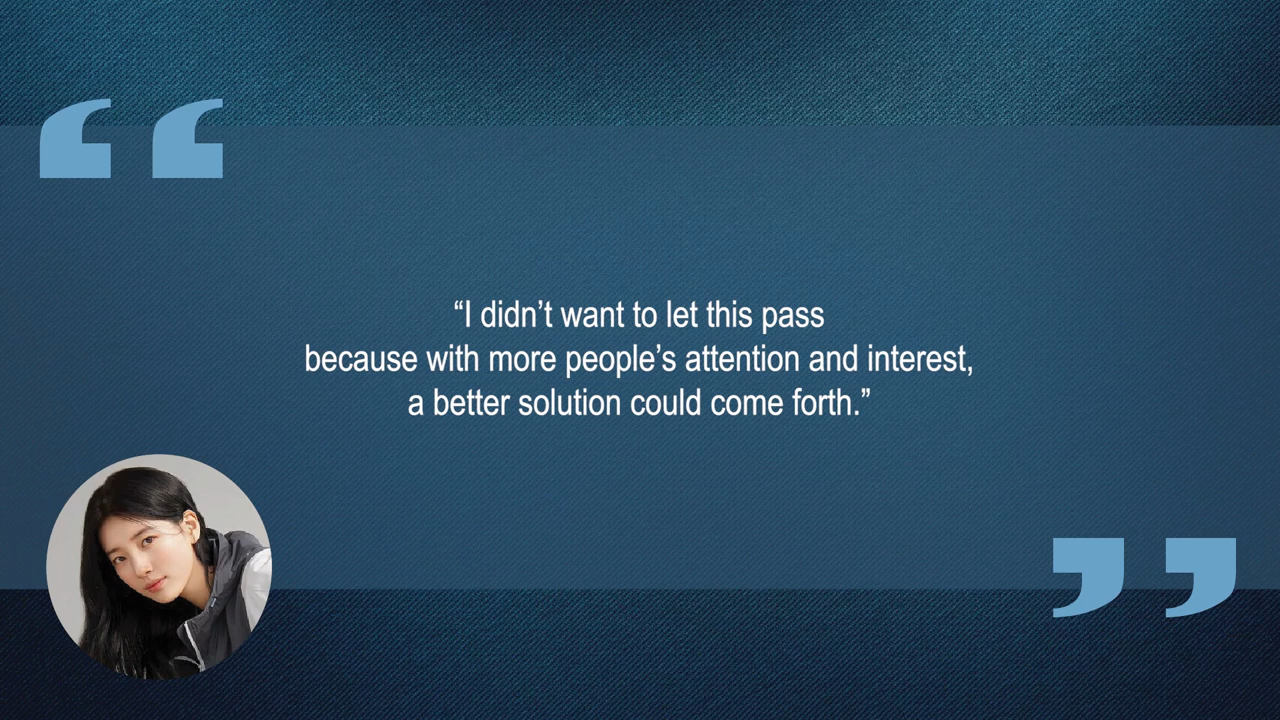 “I didn’t want to let this pass
because with more people’s attention and interest,
a better solution could come forth.”